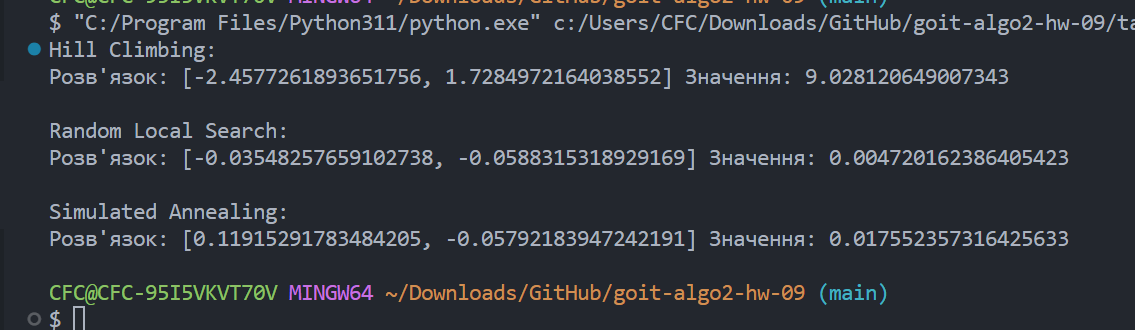 CFC@CFC-95I5VKVT70V MINGW64 ~/Downloads/GitHub/goit-algo2-hw-09 (main)
$ "C:/Program Files/Python311/python.exe" c:/Users/CFC/Downloads/GitHub/goit-algo2-hw-09/ta
Hill Climbing:
Розв'язок: [-2.4577261893651756, 1.7284972164038552] Значення: 9.028120649007343
Random Local Search:
Розв'язок: [-0.03548257659102738, -0.0588315318929169] Значення: 0.004720162386405423
Simulated Annealing:
Розв'язок: [0.11915291783484205, -0.05792183947242191] Значення: 0.017552357316425633
CFC@CFC-95I5VKVT70V MINGW64 ~/Downloads/GitHub/goit-algo2-hw-09 (main)
$